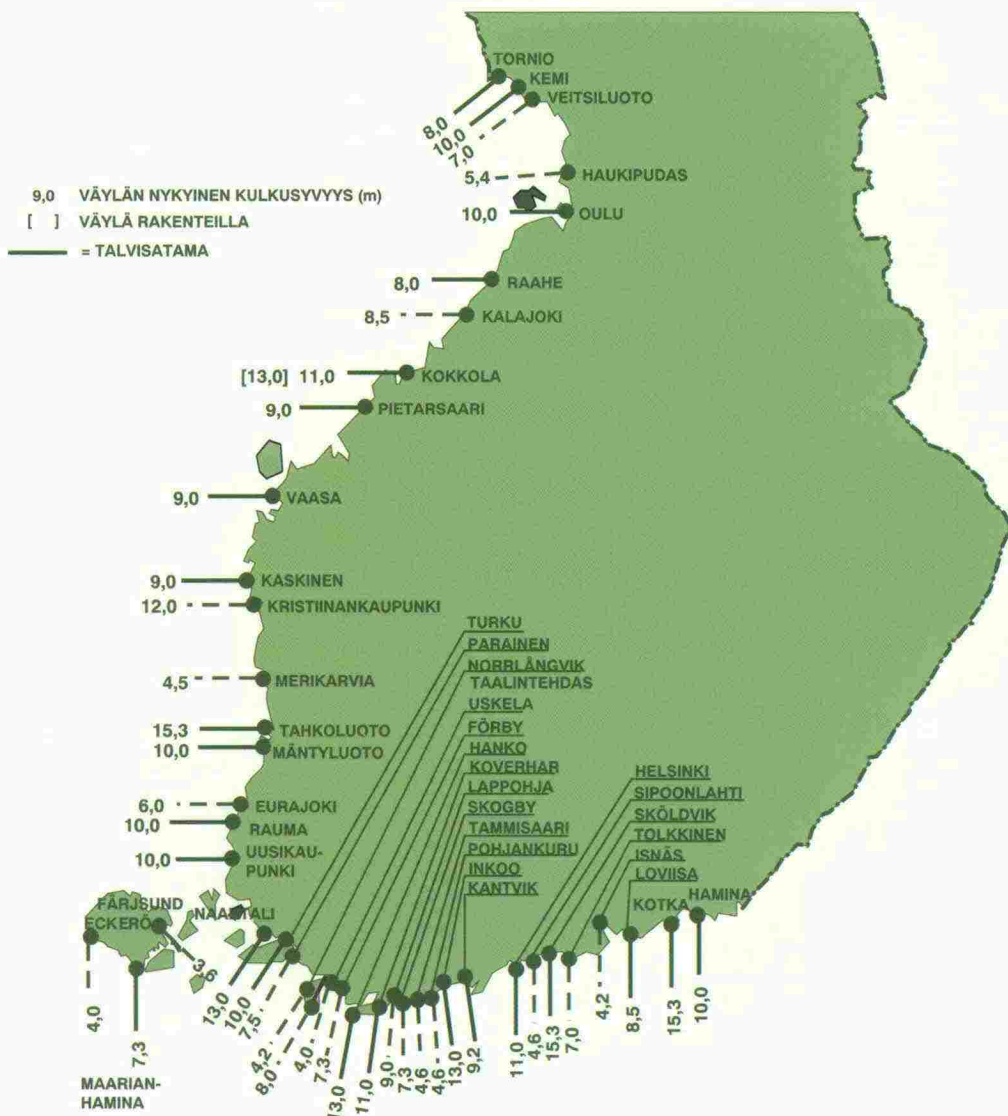 TORNIO
KEMI
VEITSILUOTO
8,0
10,0
7,0
5,4 HAUKIPUDAS
9,0 VÄYLÄN NYKYINEN KULKUSYVYYS (m)
[ ] VÄYLÄ RAKENTEILLA
= TALVISATAMA
10,0 OULU
8,0 RAAHE
8,5 KALAJOKI
[13,0] 11,0 KOKKOLA
9,0 PIETARSAARI
9,0 VAASA
9,0 KASKINEN
12,0 KRISTIINANKAUPUNKI
4,5 MERIKARVIA
15,3 TAHKOLUOTO
10,0 MÄNTYLUOTO
6,0 EURAJOKI
10,0 RAUMA
10,0 UUSIKAU-
PUNKI
TURKU
PARAINEN
NORRLÅNGVIK
TAALINTEHDAS
USKELA
FÖRBY
HANKO
KOVERHAR
LAPPOHJA
SKOGBY
TAMMISAARI
POHJANKURU
INKOO
KANTVIK
HELSINKI
SIPOONLAHTI
SKÖLDVIK
TOLKKINEN
ISNÄS
LOVIISA
KOTKA
HAMINA
FÄRJSUND
ECKERÖ
NAANTALI
4,0
7,3
3,6
13,0
10,0
7,5
4,2
8,0
4,0
7,3
13,0
11,0
9,0
7,3
4,6
4,6
13,0
9,2
11,0
4,6
15,3
7,0
4,2
8,5
15,3
10,0
MAARIAN-
HAMINA